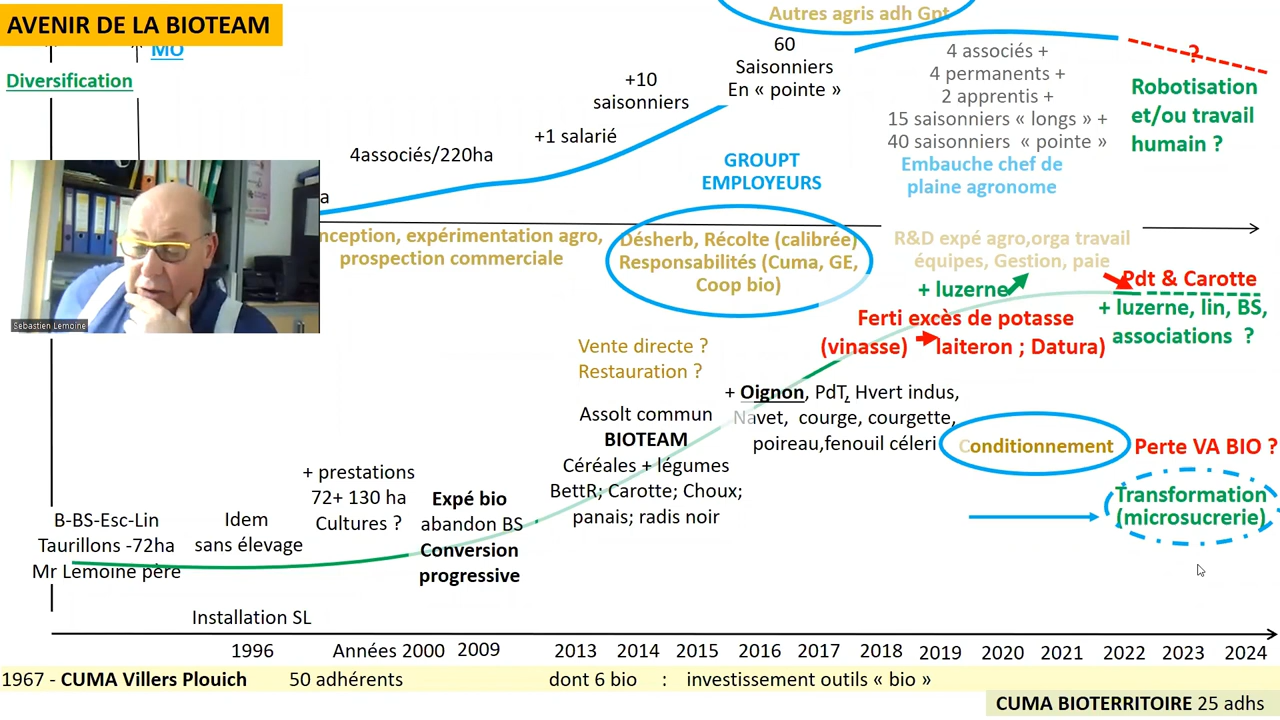 AVENIR DE LA BIOTEAM
MO
Diversification
Autres agris adh Gpt
60
Saisonniers
En « pointe »
+10
saisonniers
+1 salarié
4associés/220ha
a
4 associés +
4 permanents +
2 apprentis +
15 saisonniers « longs » +
40 saisonniers « pointe »
Embauche chef de
plaine agronome
?
Robotisation
et/ou travail
humain ?
GROUPT
EMPLOYEURS
Sebastien Lemoine
nception, expérimentation agro,
prospection commerciale
Désherb, Récolte (calibrée)
Responsabilités (Cuma, GE,
Coop bio)
R&D expé agro,orga travail
équipes, Gestion, paie
+ luzerne
Pdt & Carotte
+ luzerne, lin, BS,
associations ?
Ferti excès de potasse
(vinasse) laiteron ; Datura)
Vente directe ?
Restauration ?
+ Oignon, PdT, Hvert indus,
Navet, courge, courgette,
poireau,fenouil céleri
Assolt commun
BIOTEAM
Céréales + légumes
BettR; Carotte; Choux;
panais; radis noir
Conditionnement
Perte VA BIO ?
Transformation
(microsucrerie)
+ prestations
72+ 130 ha
Cultures ?
Expé bio
abandon BS
Conversion
progressive
B-BS-Esc-Lin
Taurillons -72ha
Mr Lemoine père
Idem
sans élevage
Installation SL
1996 Années 2000 2009 2013 2014 2015 2016 2017 2018 2019 2020 2021 2022 2023 2024
1967 - CUMA Villers Plouich 50 adhérents dont 6 bio : investissement outils « bio »
CUMA BIOTERRITOIRE 25 adhs